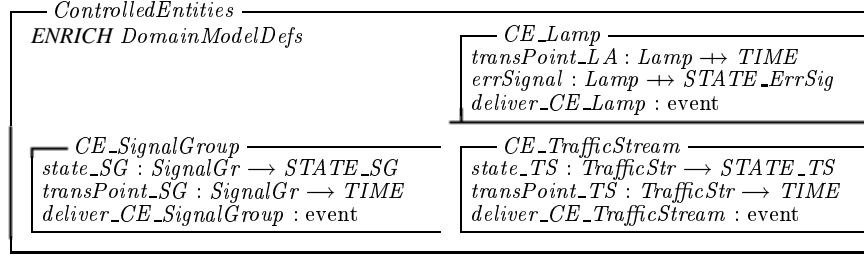 ControlledEntities
ENRICH DomainModelDefs
CE_Lamp
transPoint_LA : Lamp ⇸ TIME
errSignal : Lamp ⇸ STATE_ErrSig
deliver_CE_Lamp : event
CE_SignalGroup
state_SG : SignalGr ⟶ STATE_SG
transPoint_SG : SignalGr ⟶ TIME
deliver_CE_SignalGroup : event
CE_TrafficStream
state_TS : TrafficStr ⟶ STATE_TS
transPoint_TS : TrafficStr ⟶ TIME
deliver_CE_TrafficStream : event